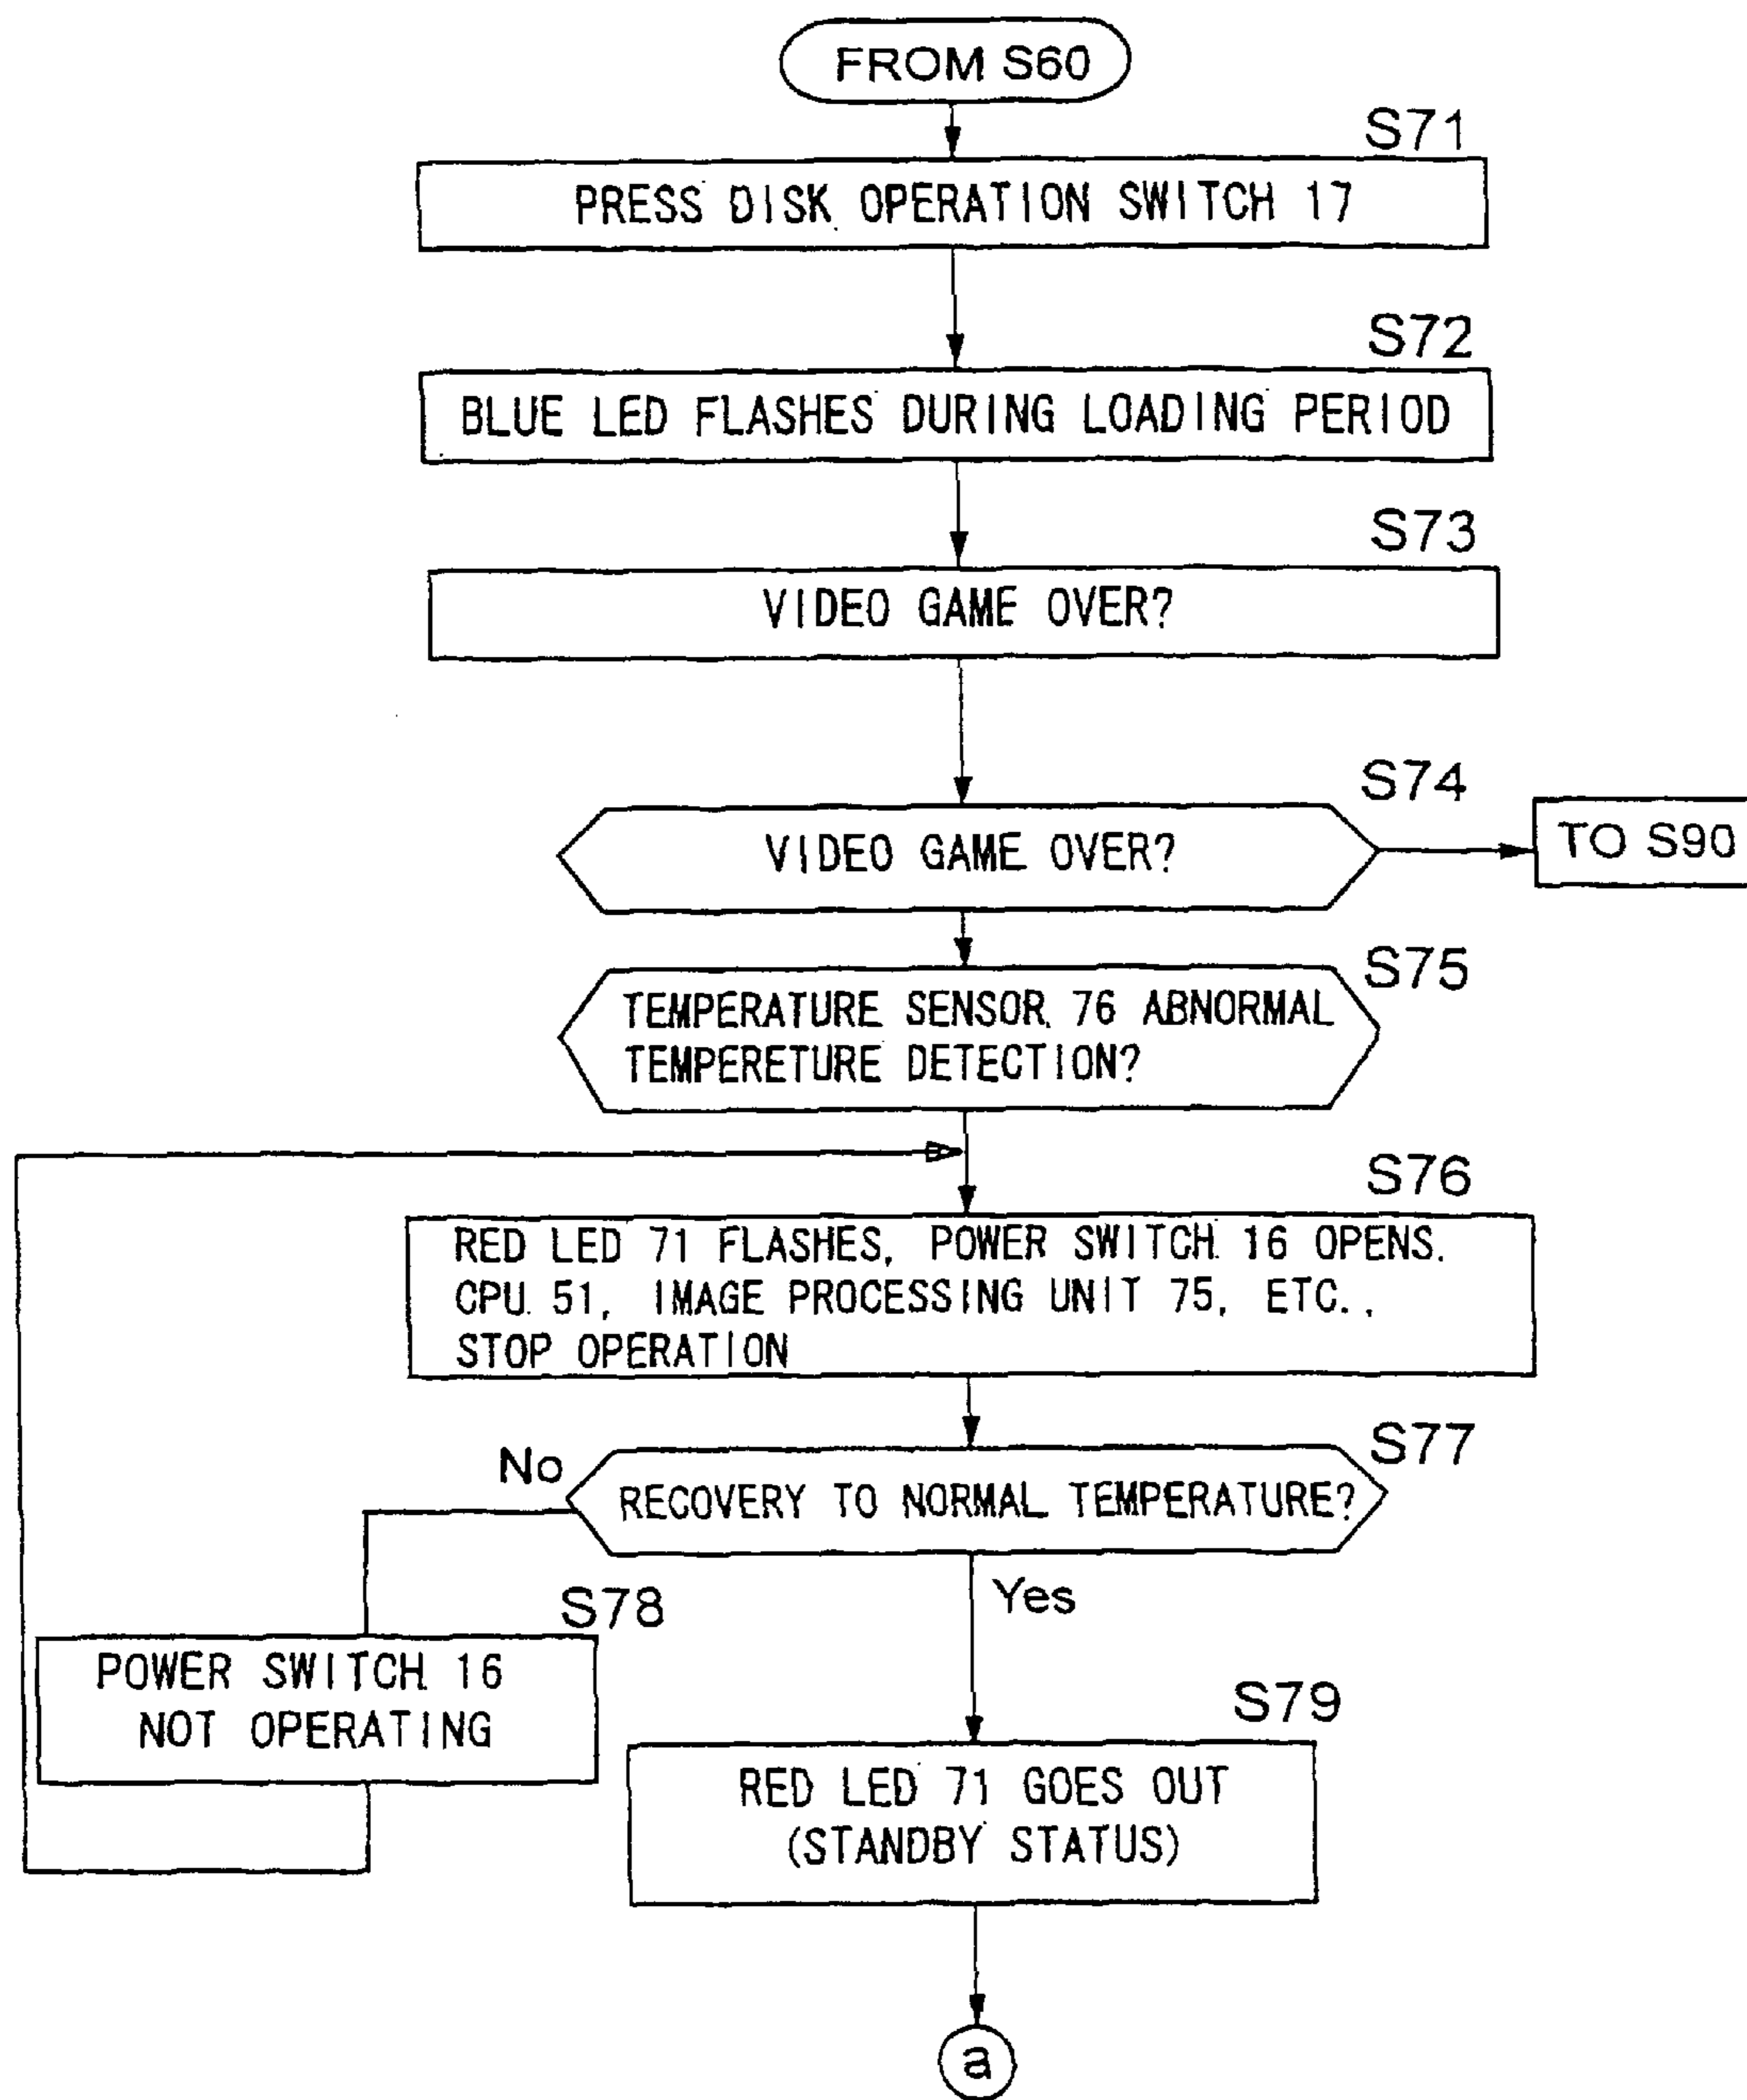 FROM S60
S71
PRESS DISK OPERATION SWITCH 17
S72
BLUE LED FLASHES DURING LOADING PERIOD
S73
VIDEO GAME OVER?
S74
VIDEO GAME OVER?
TO S90
S75
TEMPERATURE SENSOR 76 ABNORMAL
TEMPERETURE DETECTION?
S76
RED LED 71 FLASHES, POWER SWITCH 16 OPENS.
CPU 51, IMAGE PROCESSING UNIT 75, ETC.,
STOP OPERATION
S77
No
RECOVERY TO NORMAL TEMPERATURE?
Yes
S78
POWER SWITCH 16
NOT OPERATING
S79
RED LED 71 GOES OUT
(STANDBY STATUS)
a